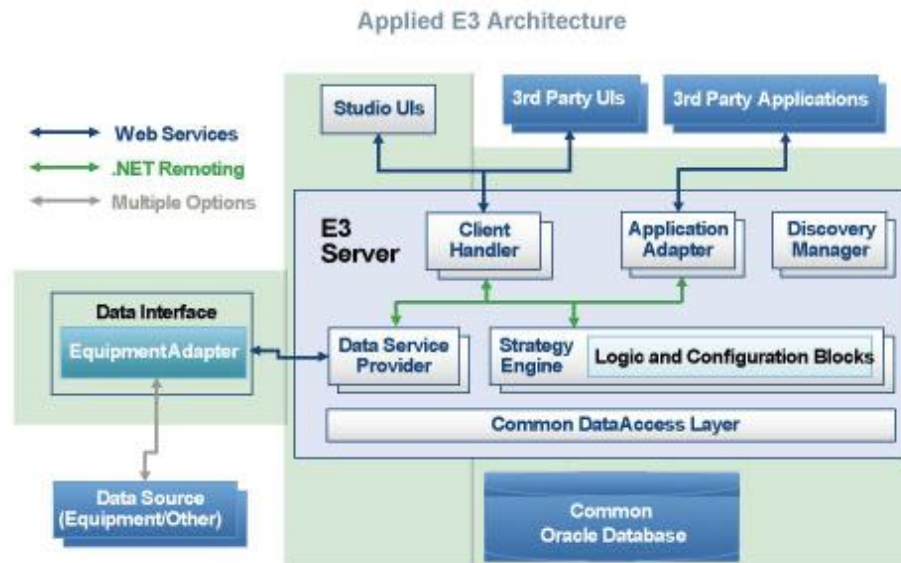 Applied E3 Architecture
Studio UIs
3rd Party UIs
3rd Party Applications
Web Services
.NET Remoting
Multiple Options
E3
Server
Client
Handler
Application
Adapter
Discovery
Manager
Data Interface
EquipmentAdapter
Data Service
Provider
Strategy
Engine
Logic and Configuration Blocks
Common DataAccess Layer
Data Source
(Equipment/Other)
Common
Oracle Database